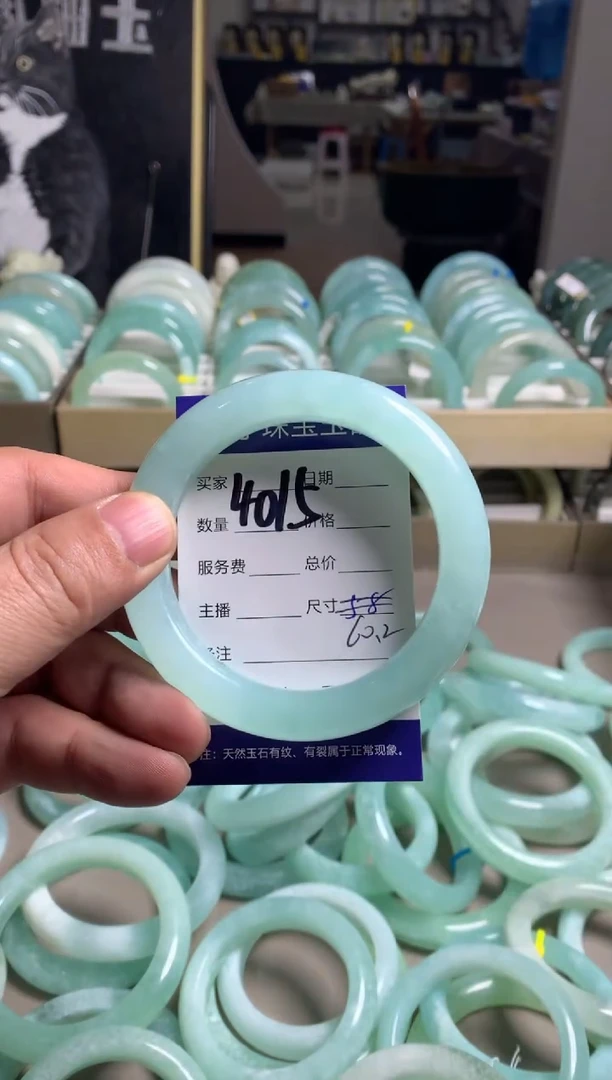 珠宝玉
买家 4015 日期
数量 价格
服务费 总价
主播 尺寸 58
60.2
注
注：天然玉石有纹、有裂属于正常现象。